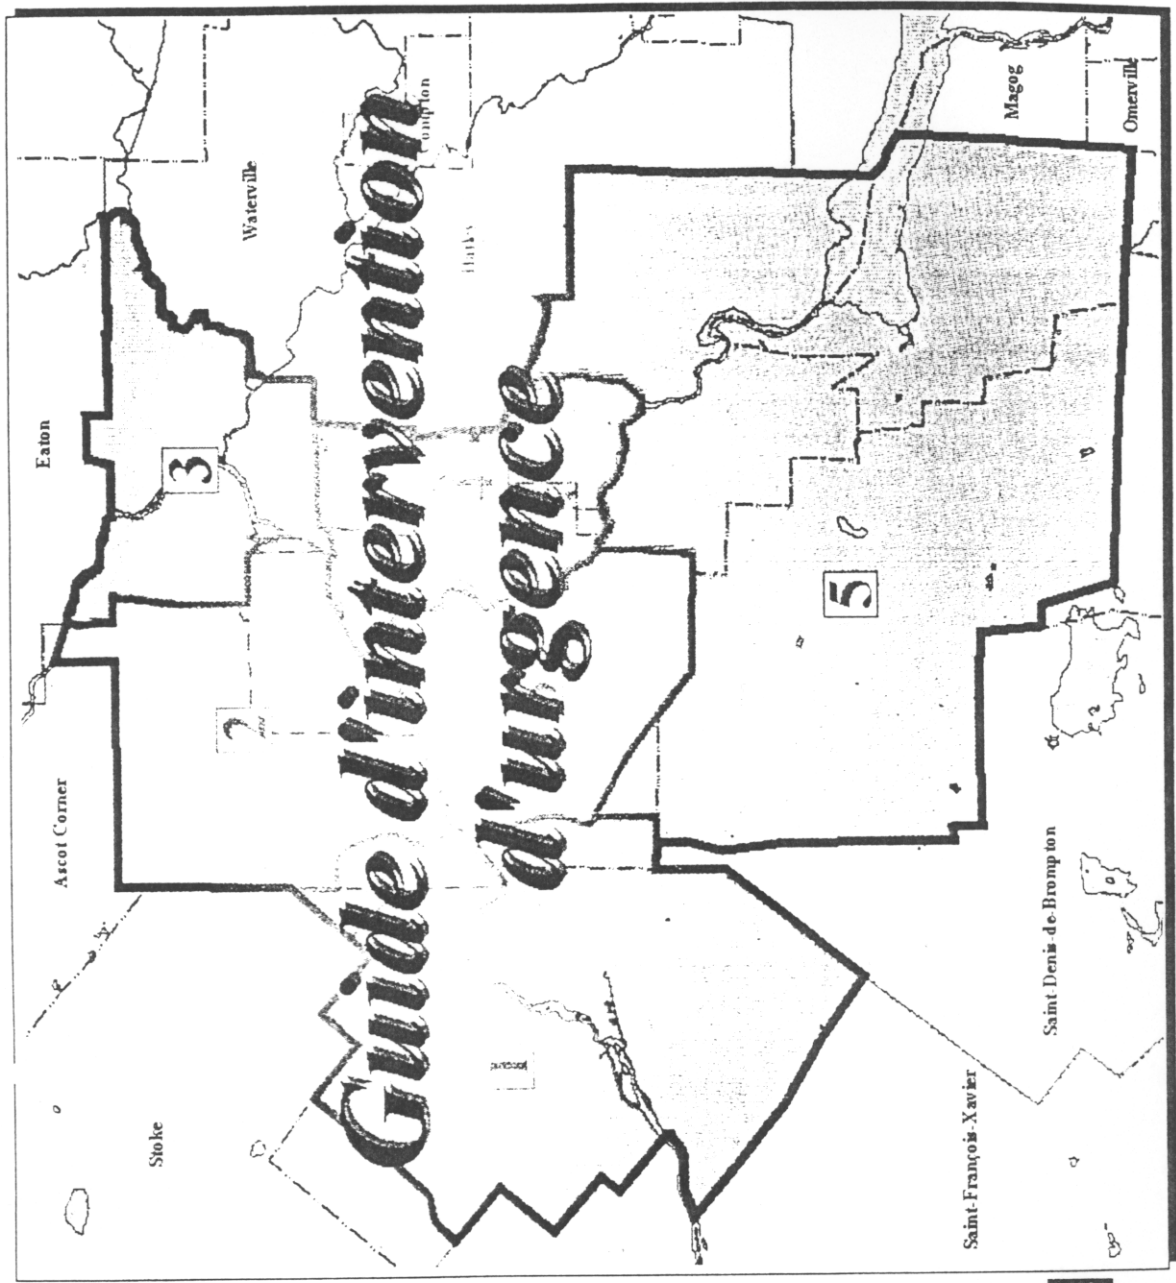 Guide d'intervention
d'urgence
Stoke
Ascot Corner
Eaton
Waterville
Hatley
3
5
Magog
Omerville
Saint-Denis-de-Brompton
Saint-François-Xavier